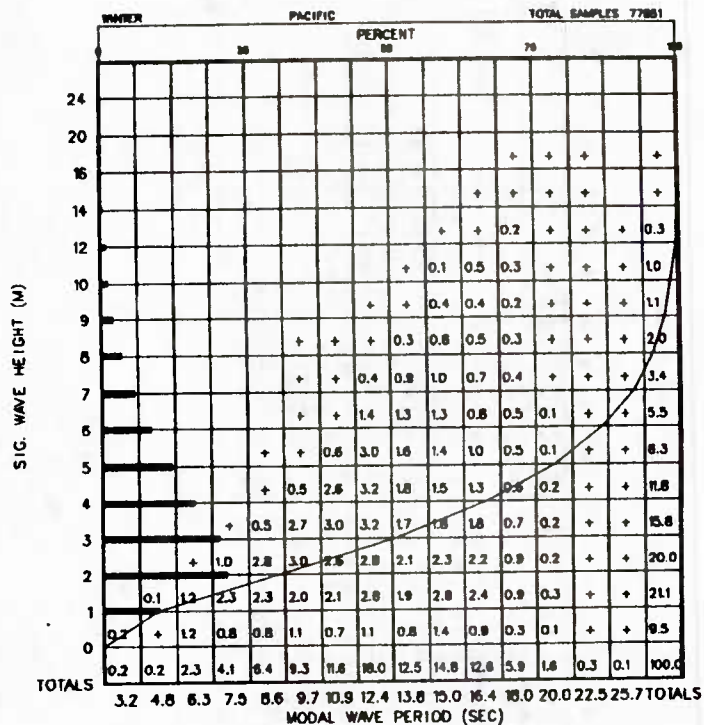 WINTER PACIFIC TOTAL SAMPLES 77851
PERCENT
0 50 70 100
24
20 + + + +
16 + + + + +
14 + + 0.2 + + + 0.3
12 + 0.1 0.5 0.3 + + + 1.0
10 + + 0.4 0.4 0.2 + + + 1.1
9 + + + 0.3 0.6 0.5 0.3 + + + 2.0
8 + + 0.4 0.9 1.0 0.7 0.4 + + + 3.4
7 + + 1.4 1.3 1.3 0.8 0.5 0.1 + + 5.5
6 + + 0.6 3.0 1.6 1.4 1.0 0.5 0.1 + + 8.3
5 + 0.5 2.6 3.2 1.8 1.5 1.3 0.6 0.2 + + 11.8
4 + 0.5 2.7 3.0 3.2 1.7 1.8 0.7 0.2 + + 15.8
3 + 1.0 2.8 3.0 2.8 2.1 2.3 2.2 0.9 0.2 + + 20.0
2 0.1 1.2 2.3 2.3 2.0 2.1 2.8 1.9 2.8 2.4 0.9 0.3 + + 21.1
1 0.2 + 1.2 0.8 0.8 1.1 0.7 1.1 0.8 1.4 0.9 0.3 0.1 + + 9.5
0
SIG. WAVE HEIGHT (M)
TOTALS 0.2 0.2 2.3 4.1 6.4 9.3 11.6 18.0 12.5 14.8 12.6 5.9 1.6 0.3 0.1 100.0
3.2 4.8 6.3 7.5 8.6 9.7 10.9 12.4 13.8 15.0 16.4 18.0 20.0 22.5 25.7 TOTALS
MODAL WAVE PERIOD (SEC)